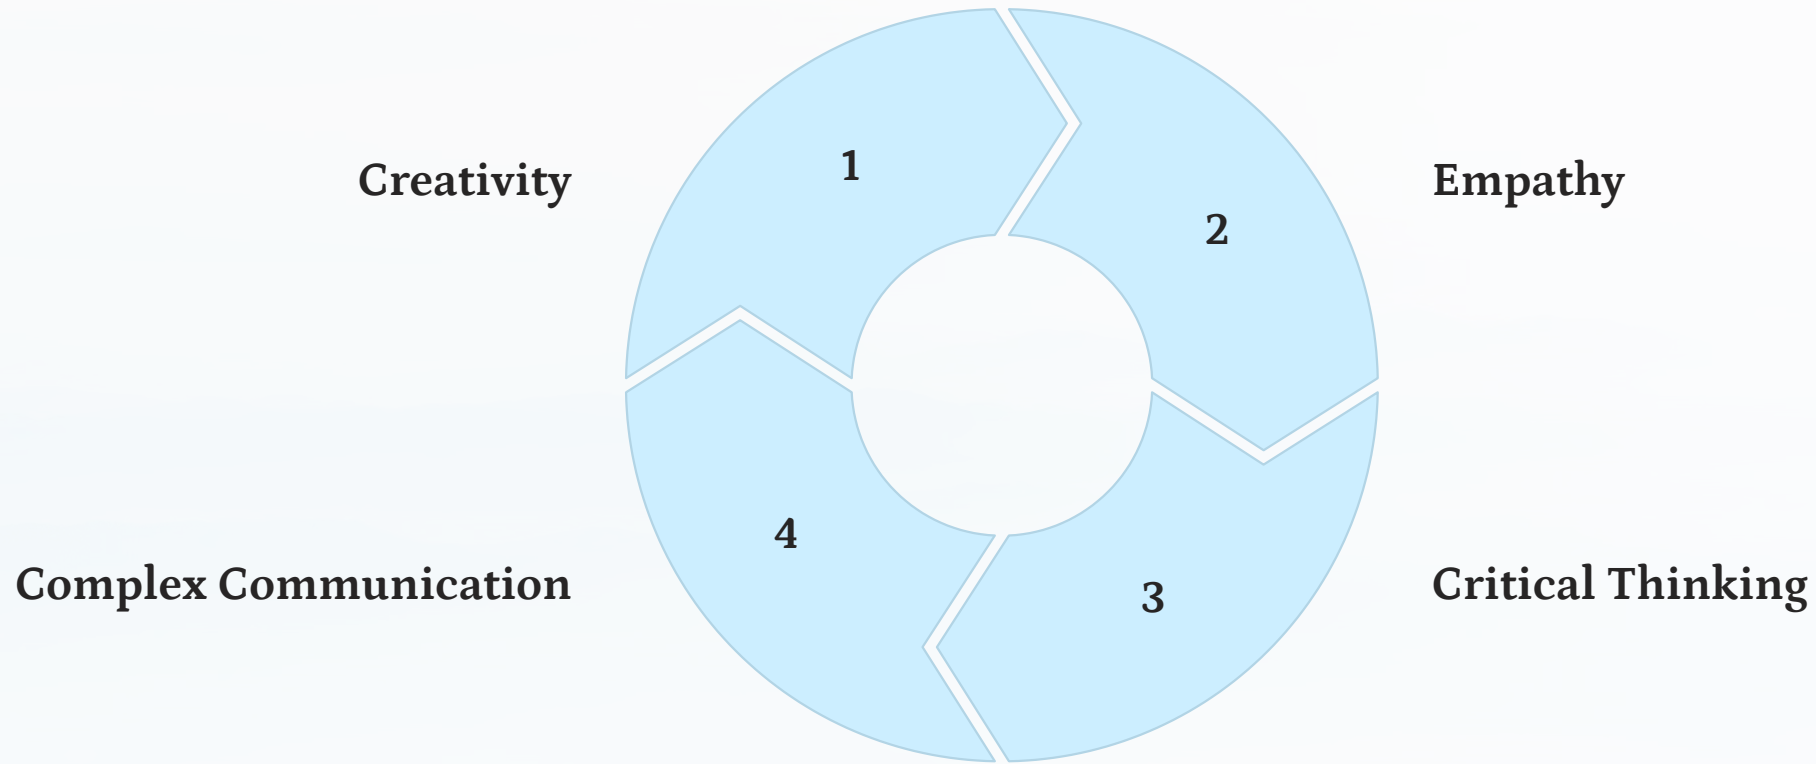 Creativity
1
Empathy
2
Critical Thinking
3
Complex Communication
4